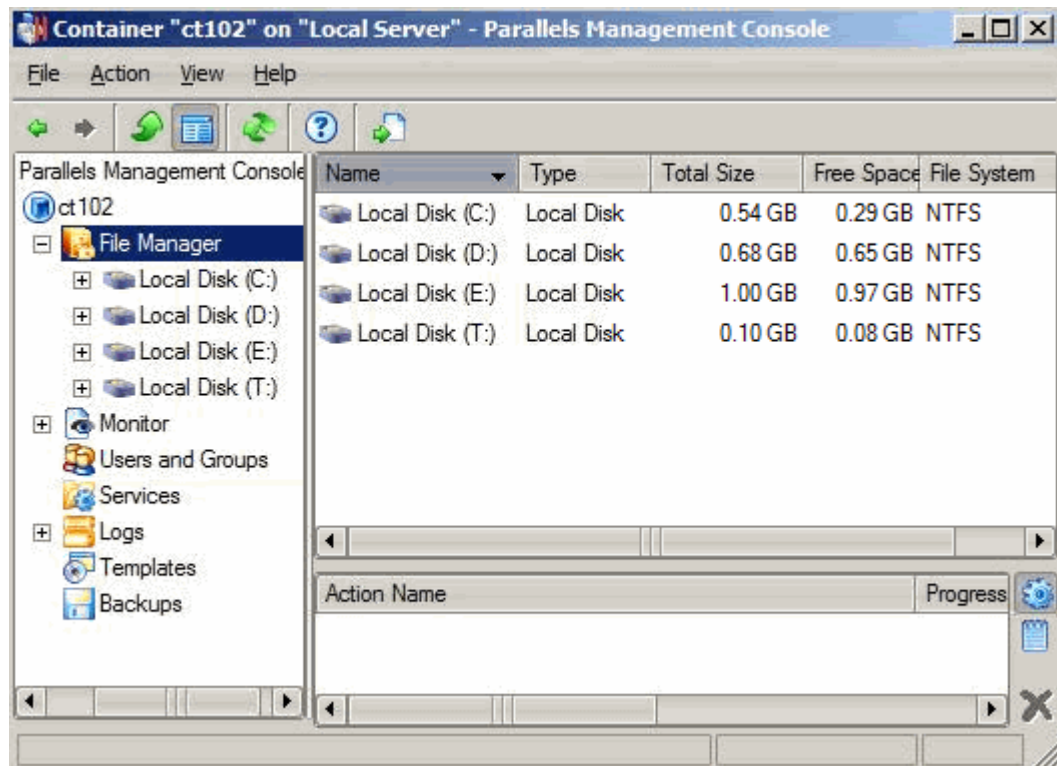 Container "ct102" on "Local Server" - Parallels Management Console
File Action View Help
Parallels Management Console
ct102
File Manager
Local Disk (C:)
Local Disk (D:)
Local Disk (E:)
Local Disk (T:)
Monitor
Users and Groups
Services
Logs
Templates
Backups
Name Type Total Size Free Space File System
Local Disk (C:) Local Disk 0.54 GB 0.29 GB NTFS
Local Disk (D:) Local Disk 0.68 GB 0.65 GB NTFS
Local Disk (E:) Local Disk 1.00 GB 0.97 GB NTFS
Local Disk (T:) Local Disk 0.10 GB 0.08 GB NTFS
Action Name Progress